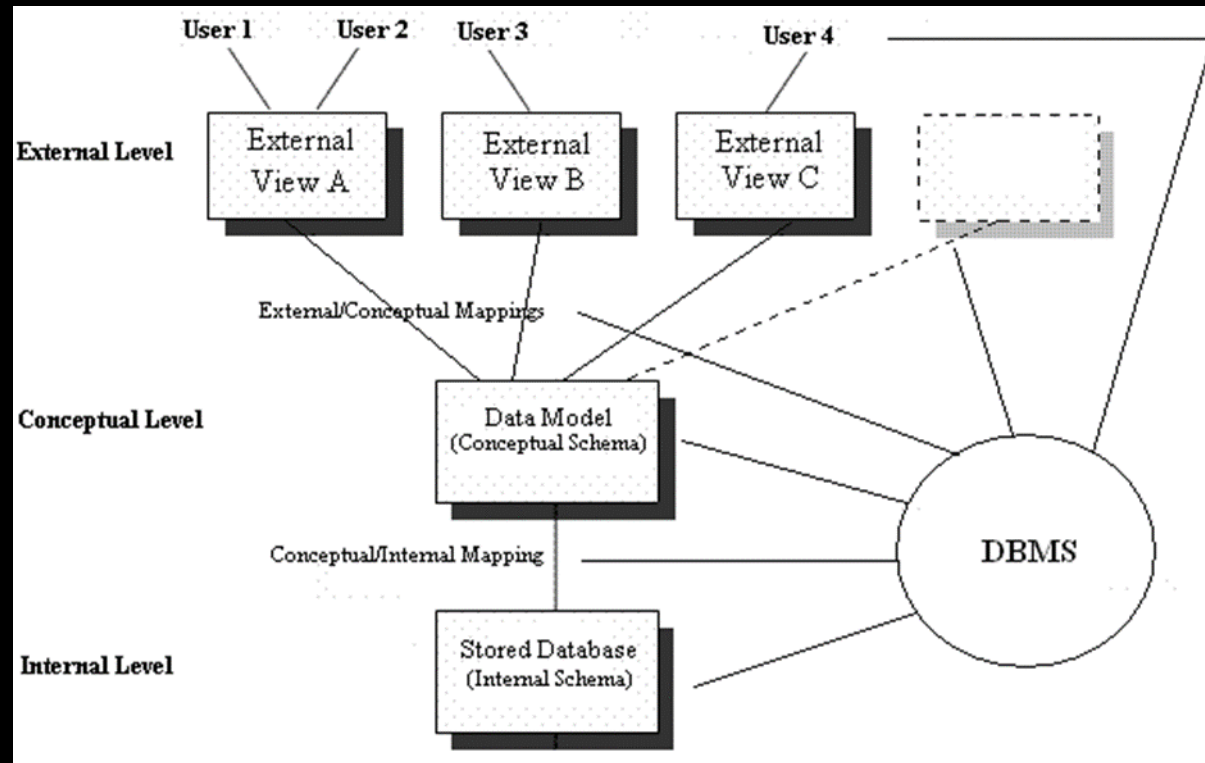 User 1
User 2
User 3
User 4
External Level
External
View A
External
View B
External
View C
External/Conceptual Mappings
Conceptual Level
Data Model
(Conceptual Schema)
Conceptual/Internal Mapping
DBMS
Internal Level
Stored Database
(Internal Schema)